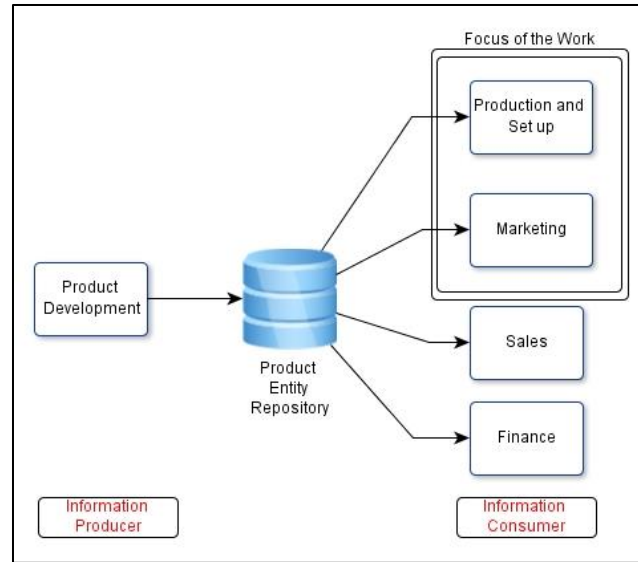 Focus of the Work
Production and
Set up
Marketing
Product
Development
Product
Entity
Repository
Sales
Finance
Information
Producer
Information
Consumer